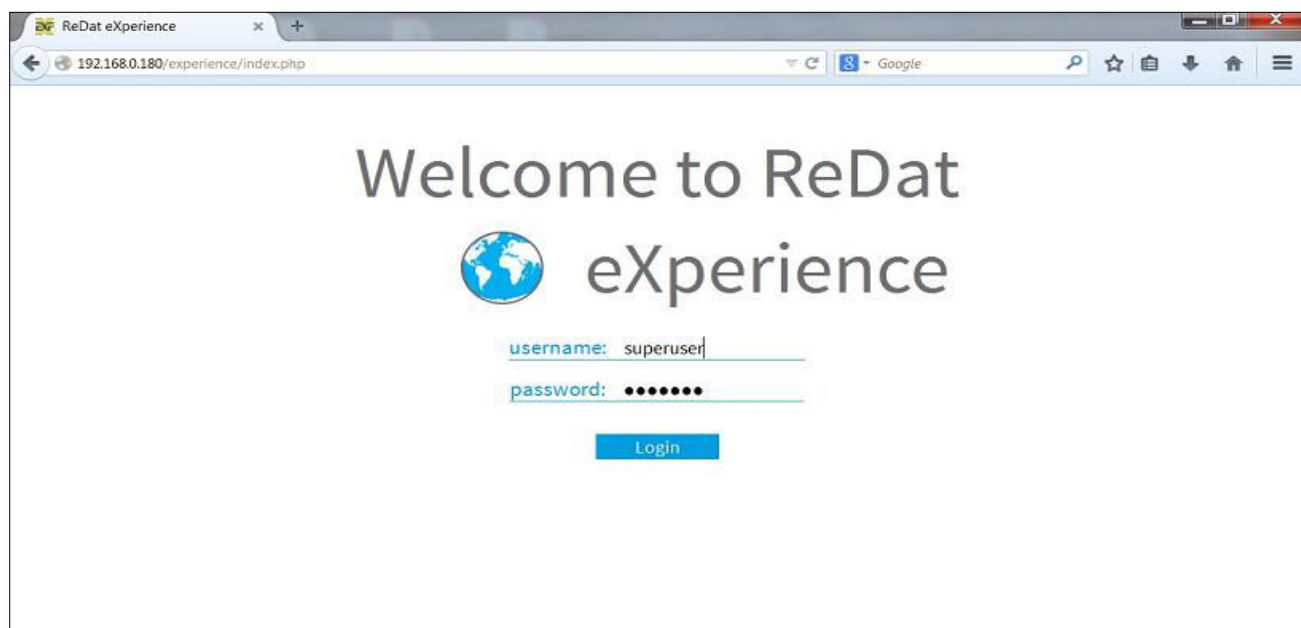 ReDat eXperience
192.168.0.180/experience/index.php
Google
Welcome to ReDat
eXperience
username: superuser
password: •••••••
Login